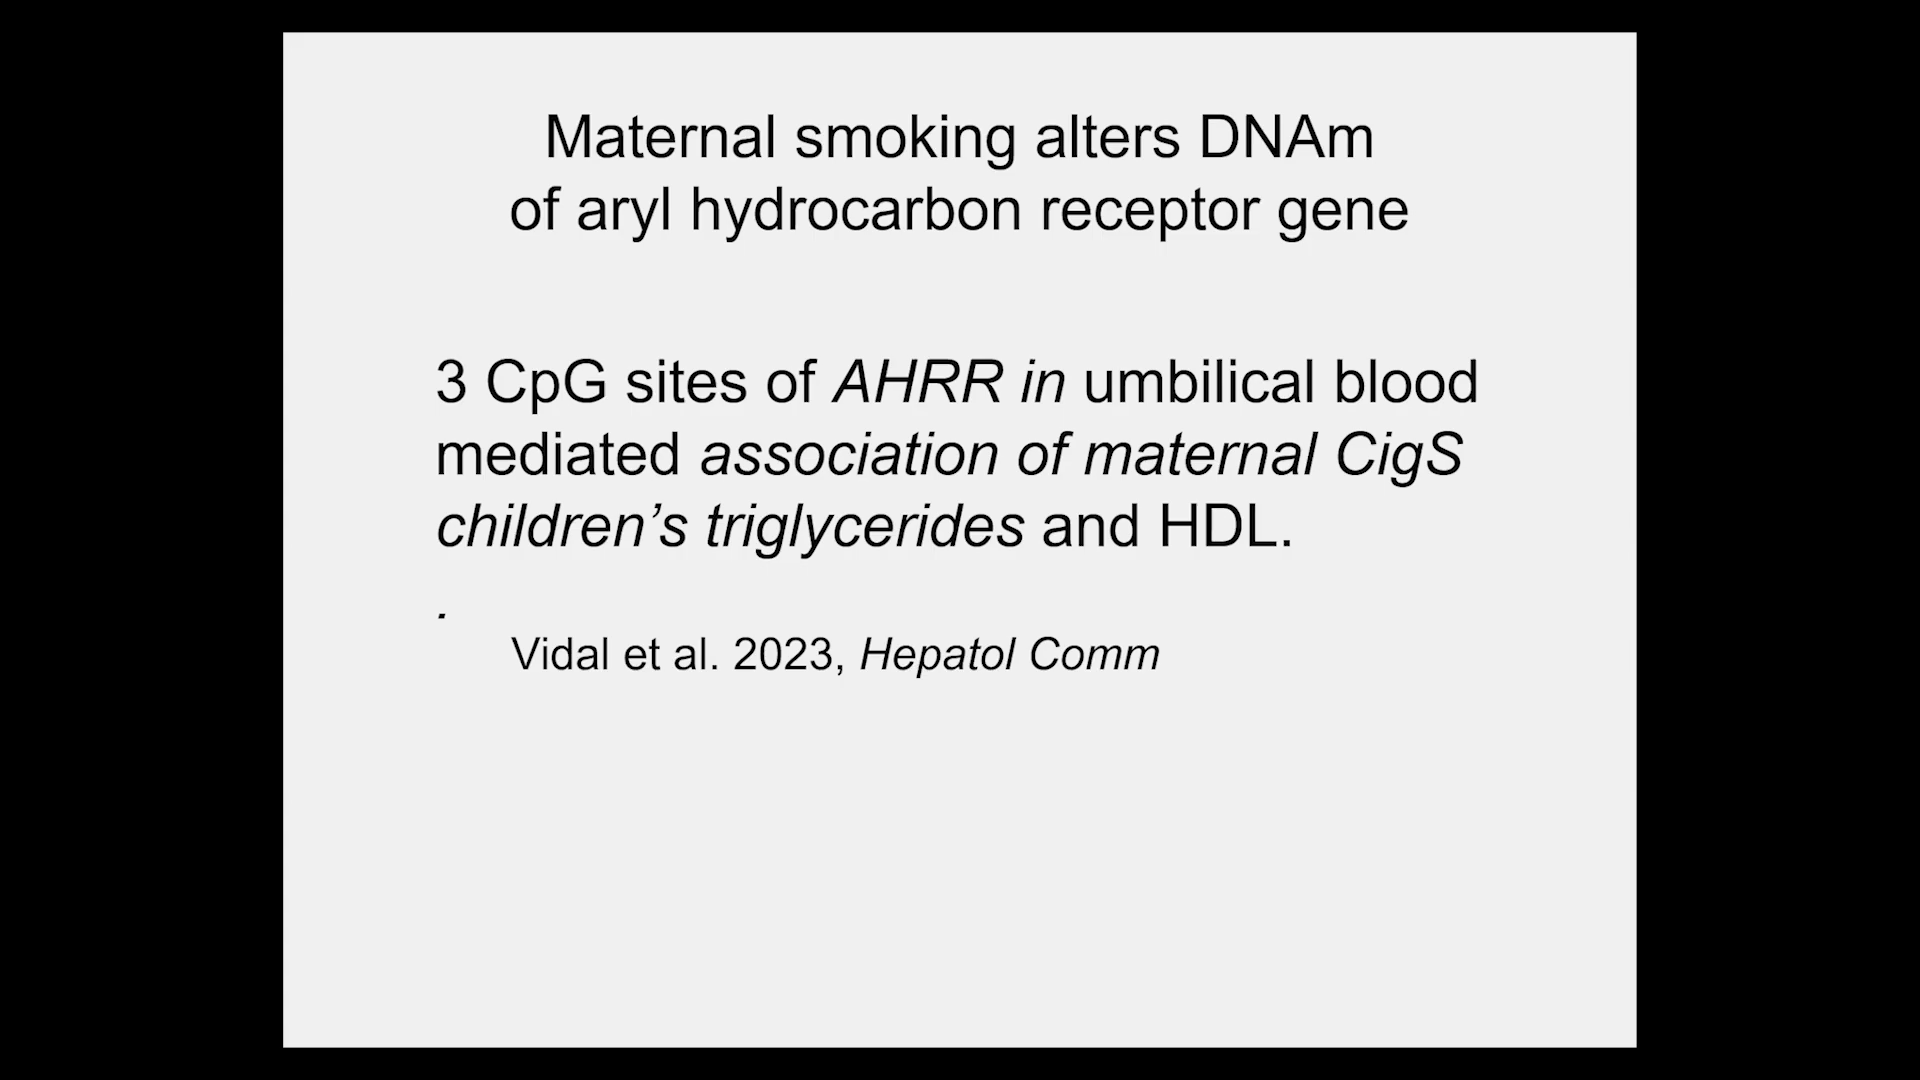 Maternal smoking alters DNAm
of aryl hydrocarbon receptor gene
3 CpG sites of AHRR in umbilical blood
mediated association of maternal CigS
children’s triglycerides and HDL.
.
Vidal et al. 2023, Hepatol Comm